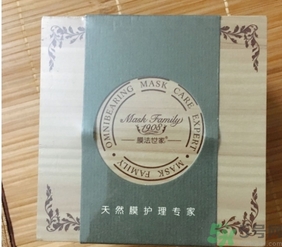 OMNIBEARING MASK CARE EXPERT
Mask Family
1908
膜法世家
MASK FAMILY
天然膜护理专家